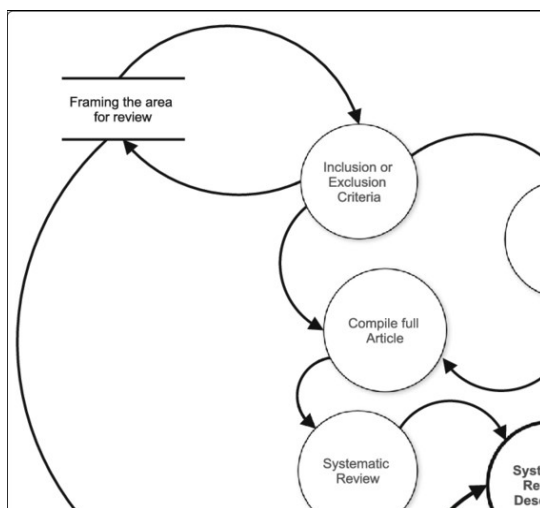 Framing the area
for review
Inclusion or
Exclusion
Criteria
Compile full
Article
Systematic
Review